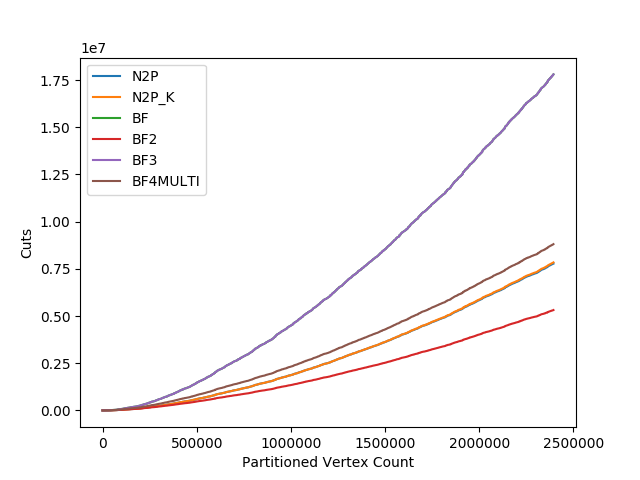 1e7
1.75
1.50
1.25
1.00
0.75
0.50
0.25
0.00
Cuts
N2P
N2P_K
BF
BF2
BF3
BF4MULTI
0 500000 1000000 1500000 2000000 2500000
Partitioned Vertex Count